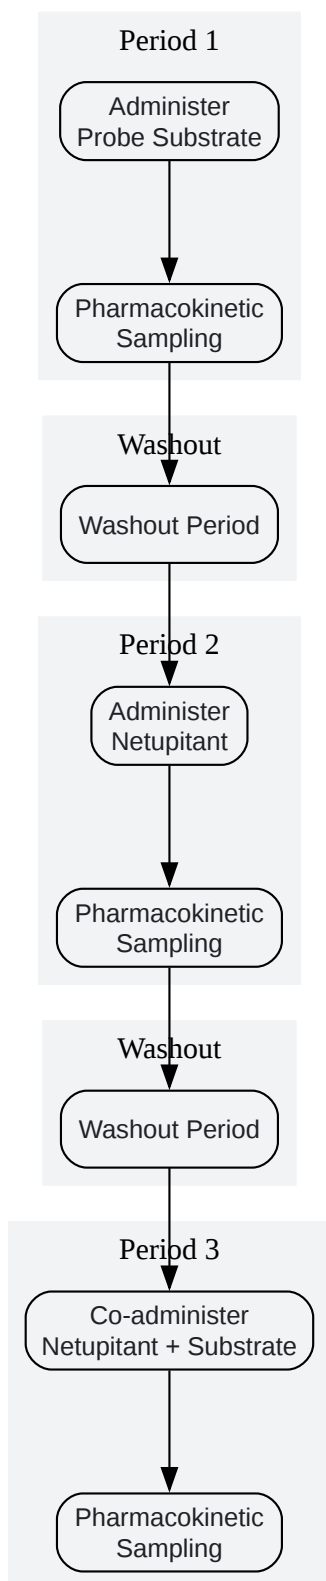 Period 1
Administer
Probe Substrate
Pharmacokinetic
Sampling
Washout
Washout Period
Period 2
Administer
Netupitant
Pharmacokinetic
Sampling
Washout
Washout Period
Period 3
Co-administer
Netupitant + Substrate
Pharmacokinetic
Sampling